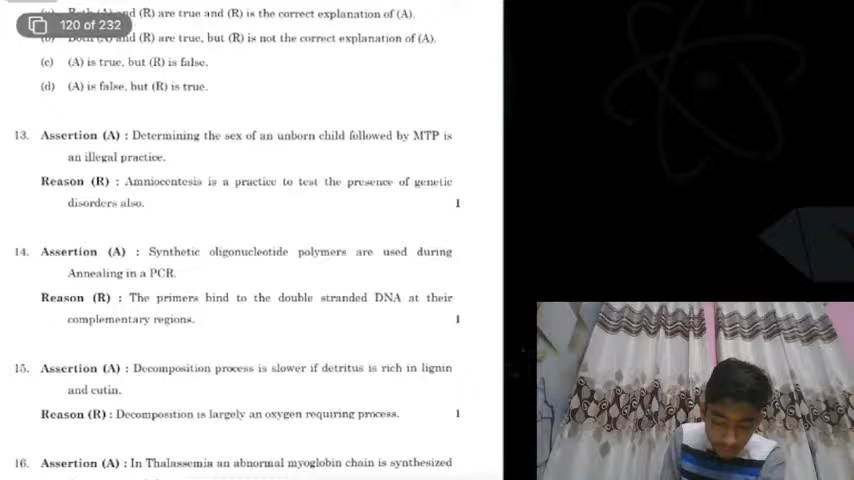 (a) Both (A) and (R) are true and (R) is the correct explanation of (A).
120 of 232
(b) Both (A) and (R) are true, but (R) is not the correct explanation of (A).
(c) (A) is true, but (R) is false.
(d) (A) is false, but (R) is true.
13. Assertion (A) : Determining the sex of an unborn child followed by MTP is
an illegal practice.
Reason (R) : Amniocentesis is a practice to test the presence of genetic
disorders also. 1
14. Assertion (A) : Synthetic oligonucleotide polymers are used during
Annealing in a PCR.
Reason (R) : The primers bind to the double stranded DNA at their
complementary regions. 1
15. Assertion (A) : Decomposition process is slower if detritus is rich in lignin
and cutin.
Reason (R) : Decomposition is largely an oxygen requiring process. 1
16. Assertion (A) : In Thalassemia an abnormal myoglobin chain is synthesized